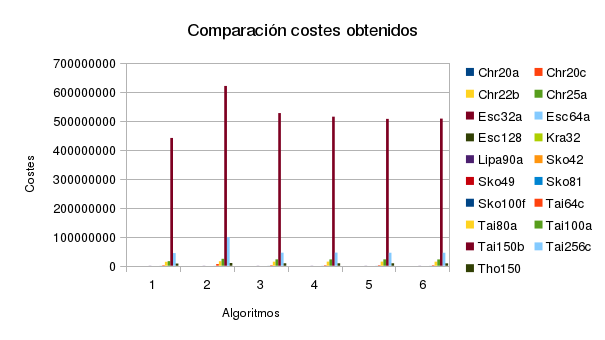 Comparación costes obtenidos
Costes
700000000
600000000
500000000
400000000
300000000
200000000
100000000
0
1 2 3 4 5 6
Algoritmos
Chr20a Chr20c
Chr22b Chr25a
Esc32a Esc64a
Esc128 Kra32
Lipa90a Sko42
Sko49 Sko81
Sko100f Tai64c
Tai80a Tai100a
Tai150b Tai256c
Tho150